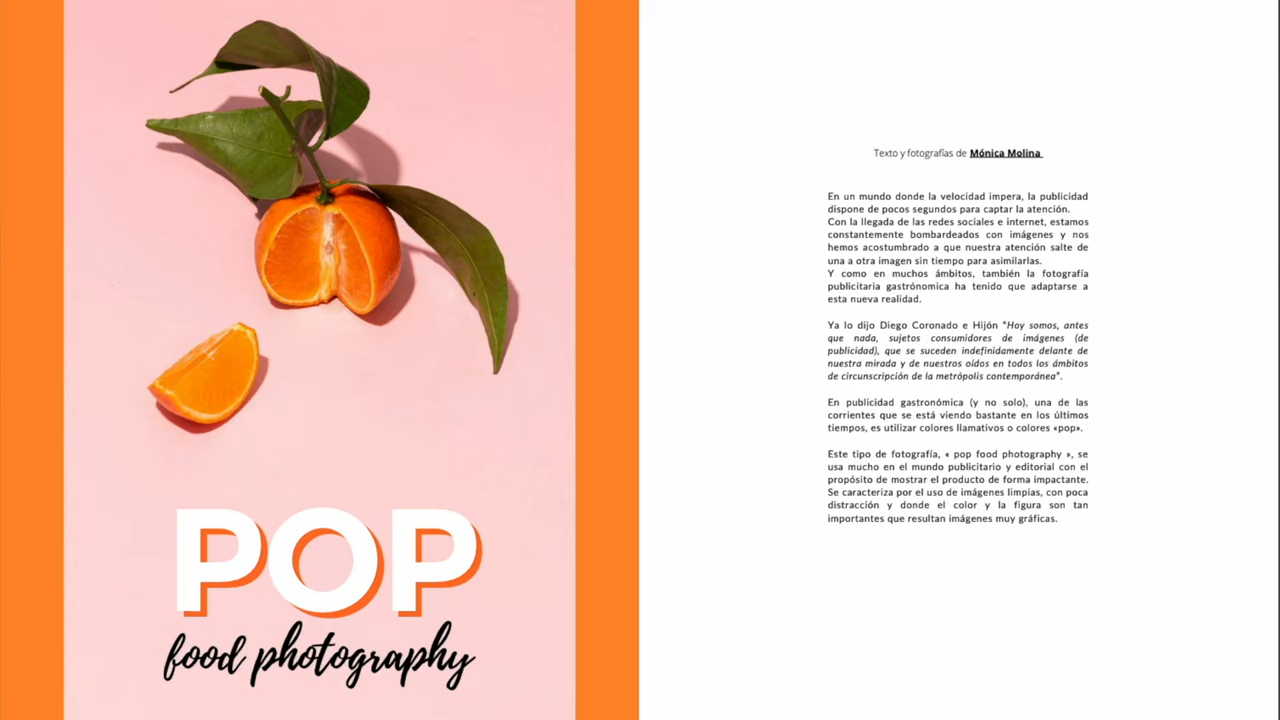 POP
food photography
Texto y fotografías de Mónica Molina
En un mundo donde la velocidad impera, la publicidad
dispone de pocos segundos para captar la atención.
Con la llegada de las redes sociales e internet, estamos
constantemente bombardeados con imágenes y nos
hemos acostumbrado a que nuestra atención salte de
una a otra imagen sin tiempo para asimilarlas.
Y como en muchos ámbitos, también la fotografía
publicitaria gastrónomica ha tenido que adaptarse a
esta nueva realidad.
Ya lo dijo Diego Coronado e Hijón "Hoy somos, antes
que nada, sujetos consumidores de imágenes (de
publicidad), que se suceden indefinidamente delante de
nuestra mirada y de nuestros oídos en todos los ámbitos
de circunscripción de la metrópolis contemporánea".
En publicidad gastronómica (y no solo), una de las
corrientes que se está viendo bastante en los últimos
tiempos, es utilizar colores llamativos o colores «pop».
Este tipo de fotografía, « pop food photography », se
usa mucho en el mundo publicitario y editorial con el
propósito de mostrar el producto de forma impactante.
Se caracteriza por el uso de imágenes limpias, con poca
distracción y donde el color y la figura son tan
importantes que resultan imágenes muy gráficas.